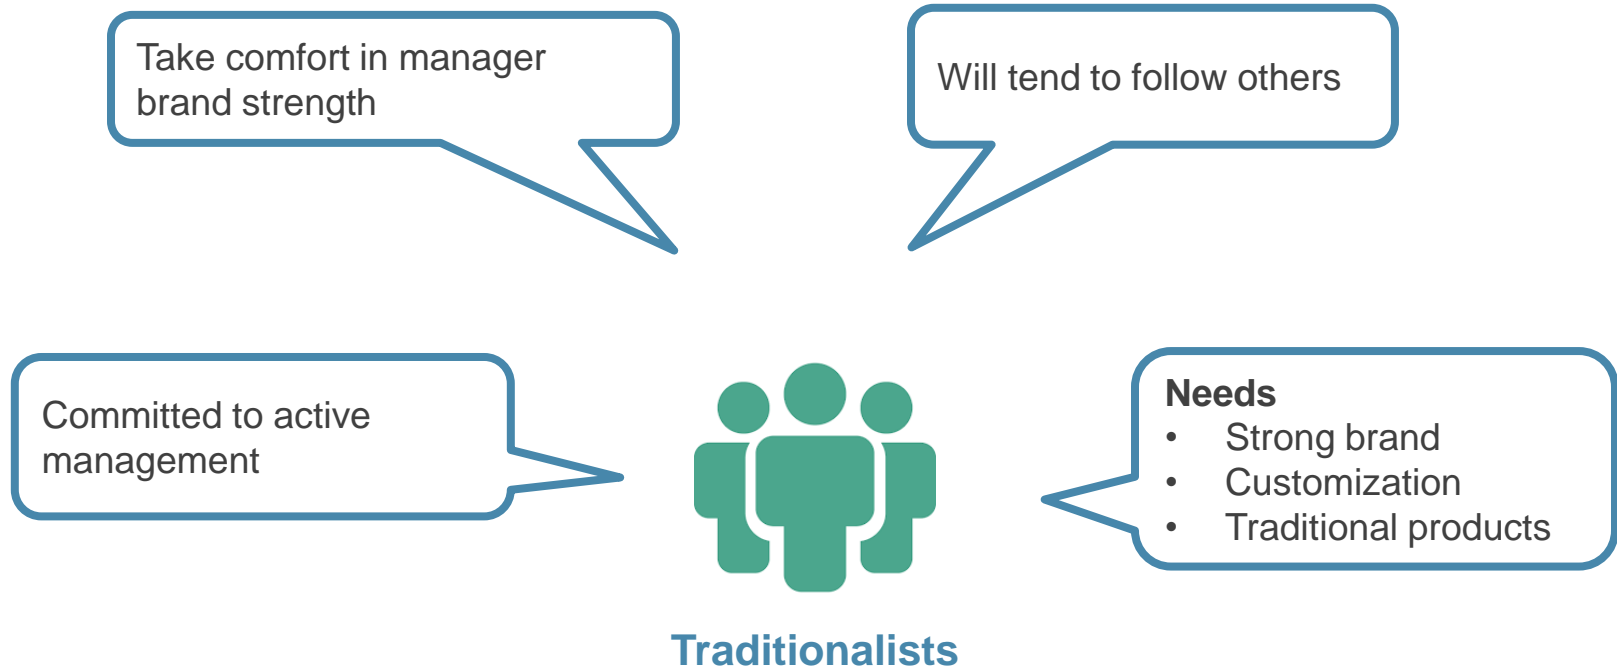 Take comfort in manager
brand strength
Will tend to follow others
Committed to active
management
Needs
• Strong brand
• Customization
• Traditional products
Traditionalists